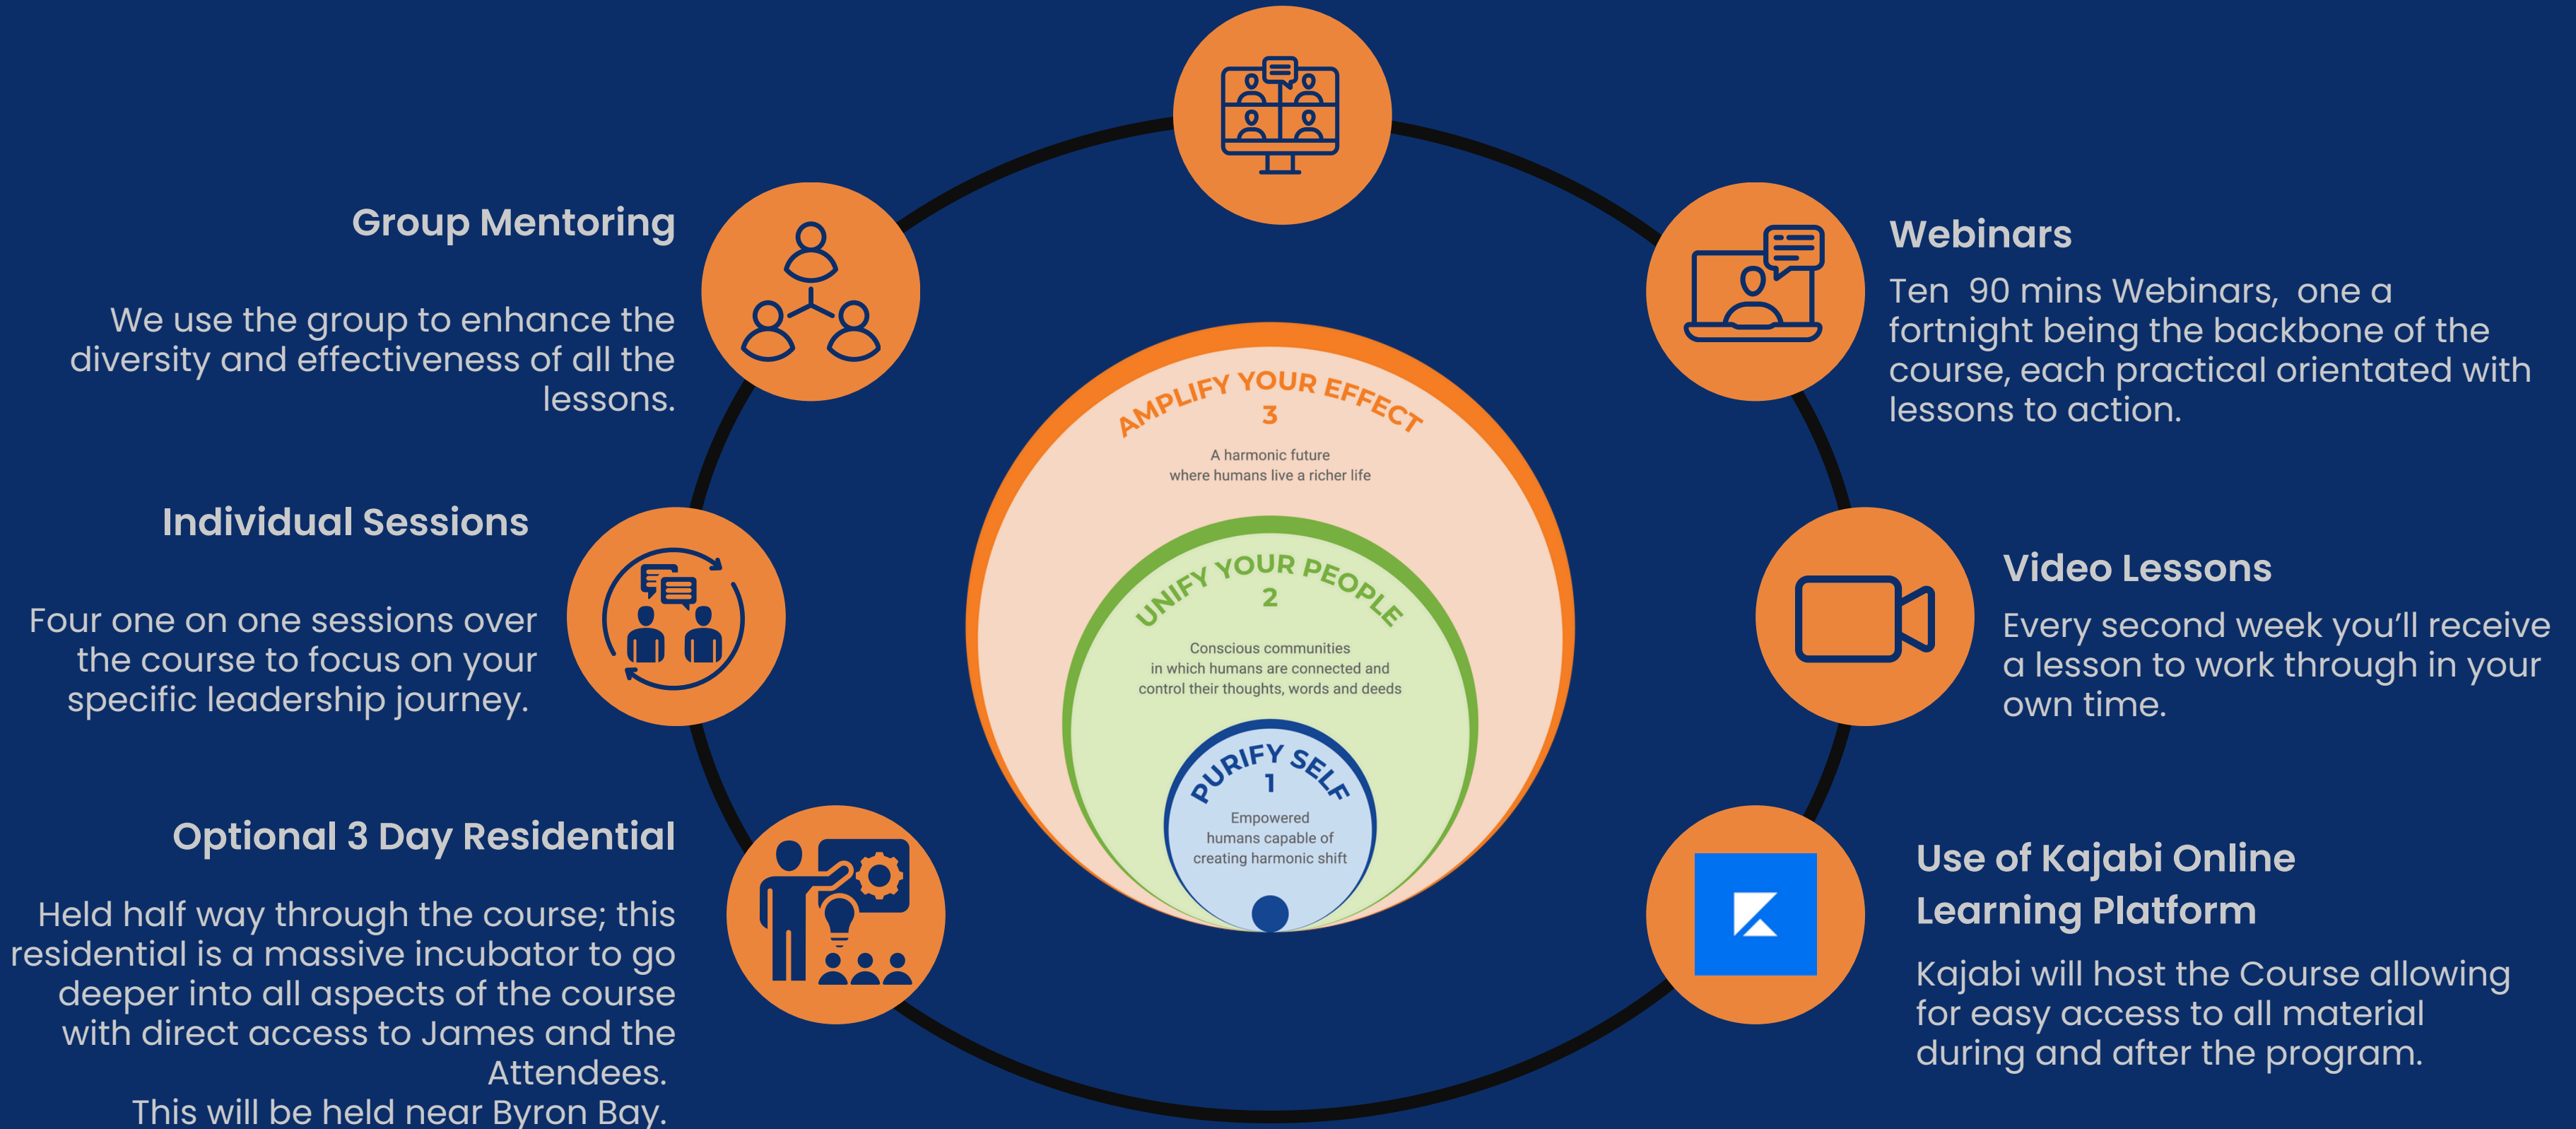 Group Mentoring
We use the group to enhance the
diversity and effectiveness of all the
lessons.
Individual Sessions
Four one on one sessions over
the course to focus on your
specific leadership journey.
Optional 3 Day Residential
Held half way through the course; this
residential is a massive incubator to go
deeper into all aspects of the course
with direct access to James and the
Attendees.
This will be held near Byron Bay.
AMPLIFY YOUR EFFECT
3
A harmonic future
where humans live a richer life
UNIFY YOUR PEOPLE
2
Conscious communities
in which humans are connected and
control their thoughts, words and deeds
PURIFY SELF
1
Empowered
humans capable of
creating harmonic shift
Webinars
Ten  90 mins Webinars,  one a
fortnight being the backbone of the
course, each practical orientated with
lessons to action.
Video Lessons
Every second week you’ll receive
a lesson to work through in your
own time.
Use of Kajabi Online
Learning Platform
Kajabi will host the Course allowing
for easy access to all material
during and after the program.